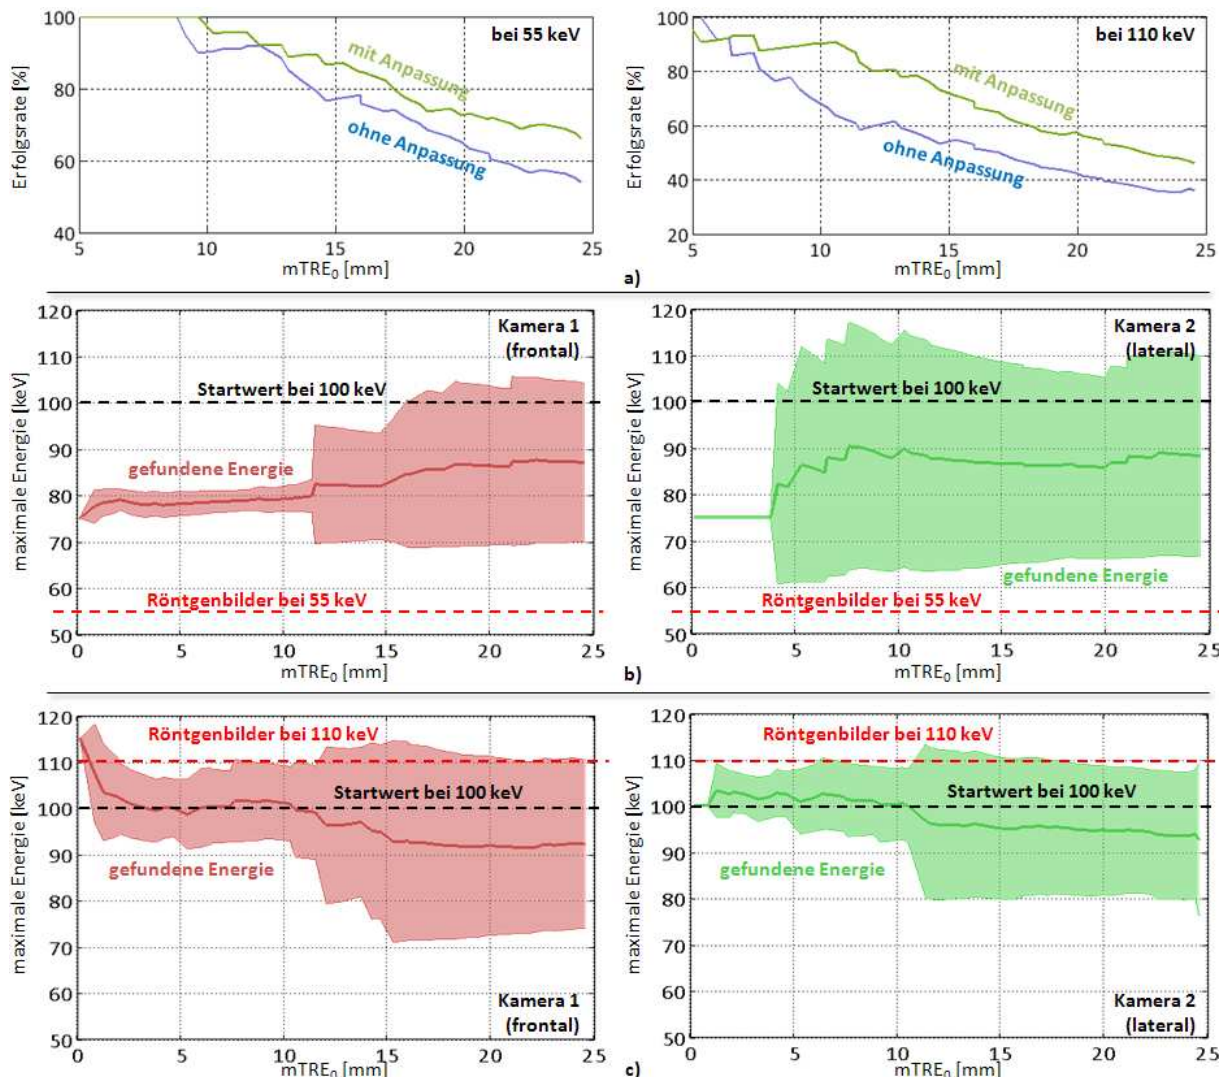 bei 55 keV
mit Anpassung
ohne Anpassung
Erfolgsrate [%]
100
80
60
40
5
10
15
20
25
mTRE0 [mm]
bei 110 keV
mit Anpassung
ohne Anpassung
Erfolgsrate [%]
100
80
60
40
20
5
10
15
20
25
mTRE0 [mm]
a)
Kamera 1
(frontal)
Startwert bei 100 keV
gefundene Energie
Röntgenbilder bei 55 keV
maximale Energie [keV]
120
110
100
90
80
70
60
50
0
5
10
15
20
25
mTRE0 [mm]
Kamera 2
(lateral)
Startwert bei 100 keV
gefundene Energie
Röntgenbilder bei 55 keV
maximale Energie [keV]
120
110
100
90
80
70
60
50
0
5
10
15
20
25
mTRE0 [mm]
b)
Röntgenbilder bei 110 keV
Startwert bei 100 keV
gefundene Energie
Kamera 1
(frontal)
maximale Energie [keV]
120
110
100
90
80
70
60
50
0
5
10
15
20
25
mTRE0 [mm]
Röntgenbilder bei 110 keV
Startwert bei 100 keV
gefundene Energie
Kamera 2
(lateral)
maximale Energie [keV]
120
110
100
90
80
70
60
50
0
5
10
15
20
25
mTRE0 [mm]
c)